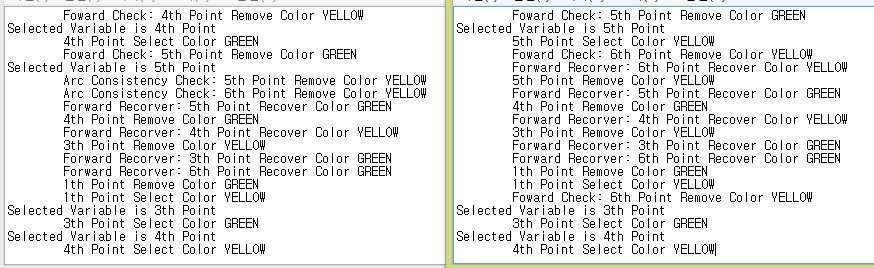 Foward Check: 4th Point Remove Color YELLOW
Selected Variable is 4th Point
4th Point Select Color GREEN
Foward Check: 5th Point Remove Color GREEN
Selected Variable is 5th Point
Arc Consistency Check: 5th Point Remove Color YELLOW
Arc Consistency Check: 6th Point Remove Color YELLOW
Forward Recorver: 5th Point Recover Color GREEN
4th Point Remove Color GREEN
Forward Recorver: 4th Point Recover Color YELLOW
3th Point Remove Color YELLOW
Forward Recorver: 3th Point Recover Color GREEN
Forward Recorver: 6th Point Recover Color GREEN
1th Point Remove Color GREEN
1th Point Select Color YELLOW
Selected Variable is 3th Point
3th Point Select Color GREEN
Selected Variable is 4th Point
4th Point Select Color YELLOW
Foward Check: 5th Point Remove Color GREEN
Selected Variable is 5th Point
5th Point Select Color YELLOW
Foward Check: 6th Point Remove Color YELLOW
Forward Recorver: 6th Point Recover Color YELLOW
5th Point Remove Color YELLOW
Forward Recorver: 5th Point Recover Color GREEN
4th Point Remove Color GREEN
Forward Recorver: 4th Point Recover Color YELLOW
3th Point Remove Color YELLOW
Forward Recorver: 3th Point Recover Color GREEN
Forward Recorver: 6th Point Recover Color GREEN
1th Point Remove Color GREEN
1th Point Select Color YELLOW
Foward Check: 6th Point Remove Color YELLOW
Selected Variable is 3th Point
3th Point Select Color GREEN
Selected Variable is 4th Point
4th Point Select Color YELLOW